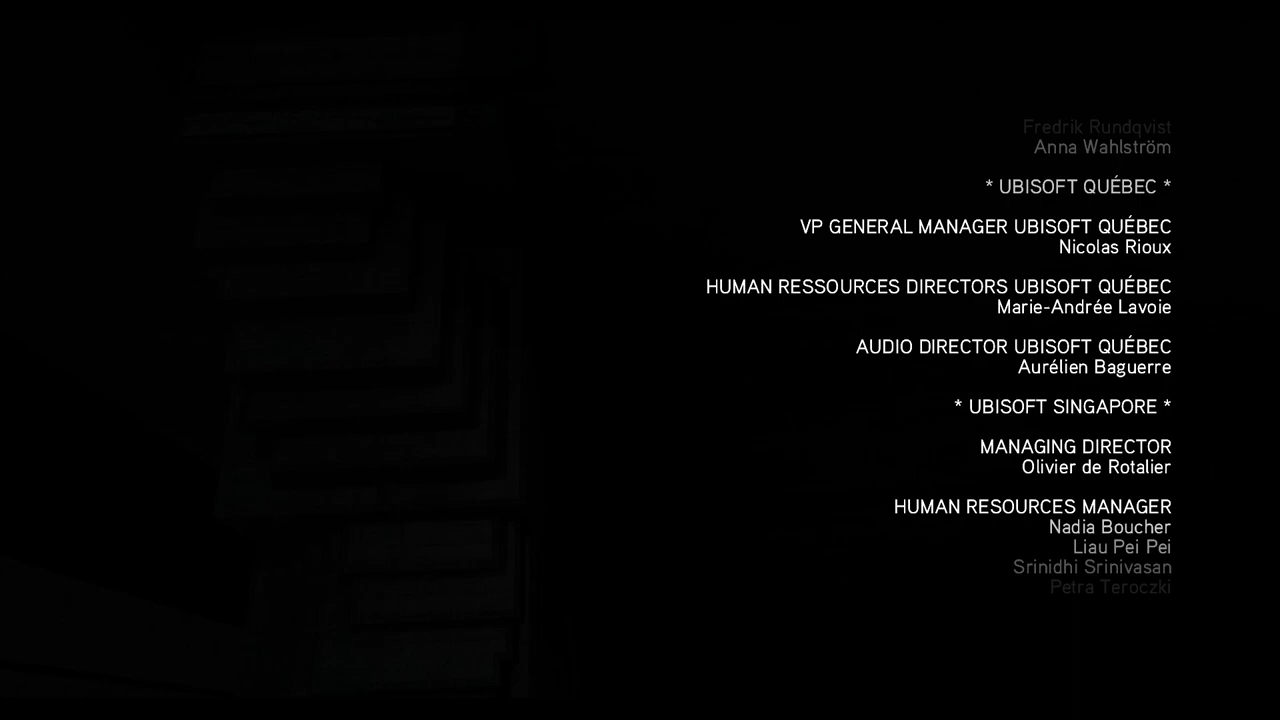 Fredrik Rundqvist
Anna Wahlström
* UBISOFT QUÉBEC *
VP GENERAL MANAGER UBISOFT QUÉBEC
Nicolas Rioux
HUMAN RESSOURCES DIRECTORS UBISOFT QUÉBEC
Marie-Andrée Lavoie
AUDIO DIRECTOR UBISOFT QUÉBEC
Aurélien Baguerre
* UBISOFT SINGAPORE *
MANAGING DIRECTOR
Olivier de Rotalier
HUMAN RESOURCES MANAGER
Nadia Boucher
Liau Pei Pei
Srinidhi Srinivasan
Petra Teroczki